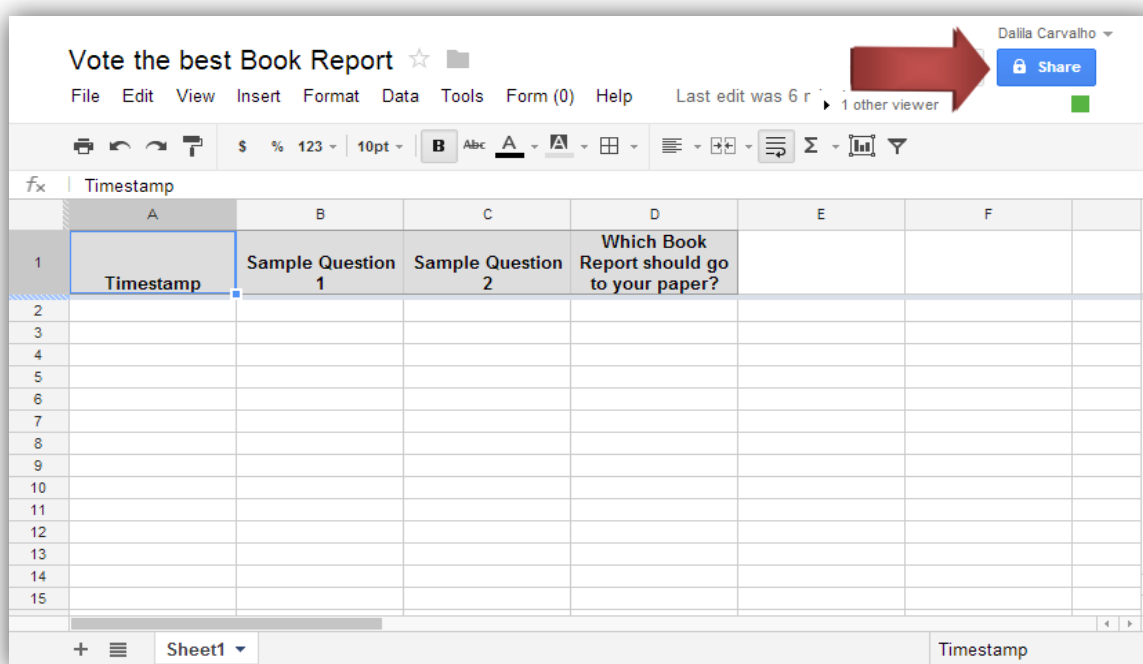 Dalila Carvalho
Vote the best Book Report
Share
File Edit View Insert Format Data Tools Form (0) Help Last edit was 6
1 other viewer
$ % 123 10pt B Abc A A Σ
fx Timestamp
A B C D E F
1
Timestamp
Sample Question
1
Sample Question
2
Which Book
Report should go
to your paper?
2
3
4
5
6
7
8
9
10
11
12
13
14
15
+ Sheet1 Timestamp